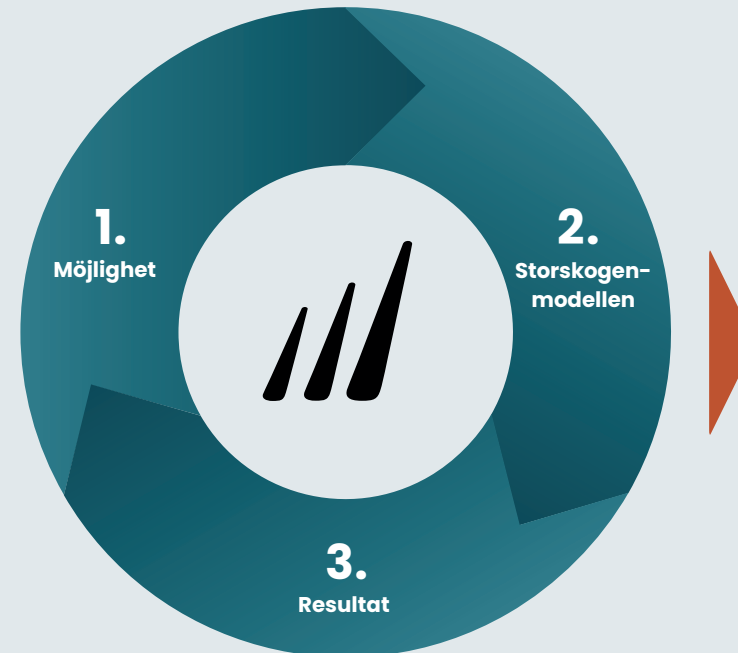 1.
Möjlighet
2.
Storskogen-
modellen
3.
Resultat